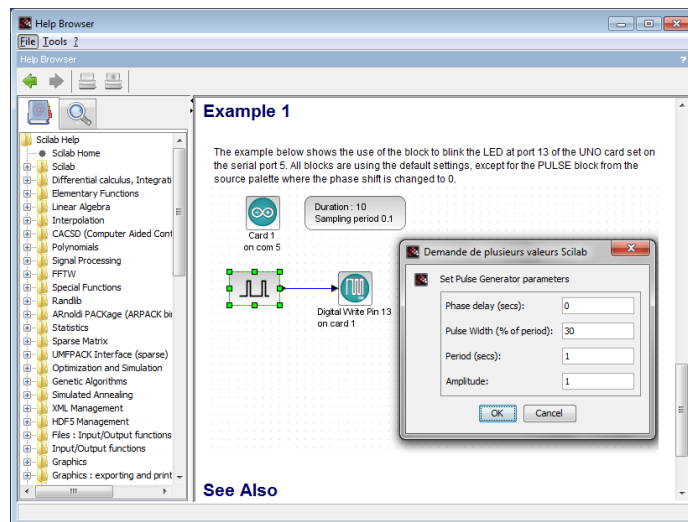 Help Browser
File Tools ?
Help Browser ?
Scilab Help
Scilab Home
Scilab
Differential calculus, Integrati
Elementary Functions
Linear Algebra
Interpolation
CACSD (Computer Aided Cont
Polynomials
Signal Processing
FFTW
Special Functions
Randlib
ARnoldi PACKage (ARPACK bi
Statistics
Sparse Matrix
UMFPACK Interface (sparse)
Optimization and Simulation
Genetic Algorithms
Simulated Annealing
XML Management
HDF5 Management
Files : Input/Output functions
Input/Output functions
Graphics
Graphics : exporting and print
Example 1
The example below shows the use of the block to blink the LED at port 13 of the UNO card set on
the serial port 5. All blocks are using the default settings, except for the PULSE block from the
source palette where the phase shift is changed to 0.
Card 1
on com 5
Duration : 10
Sampling period 0.1
Digital Write Pin 13
on card 1
Demande de plusieurs valeurs Scilab
Set Pulse Generator parameters
Phase delay (secs): 0
Pulse Width (% of period): 30
Period (secs): 1
Amplitude: 1
OK Cancel
See Also